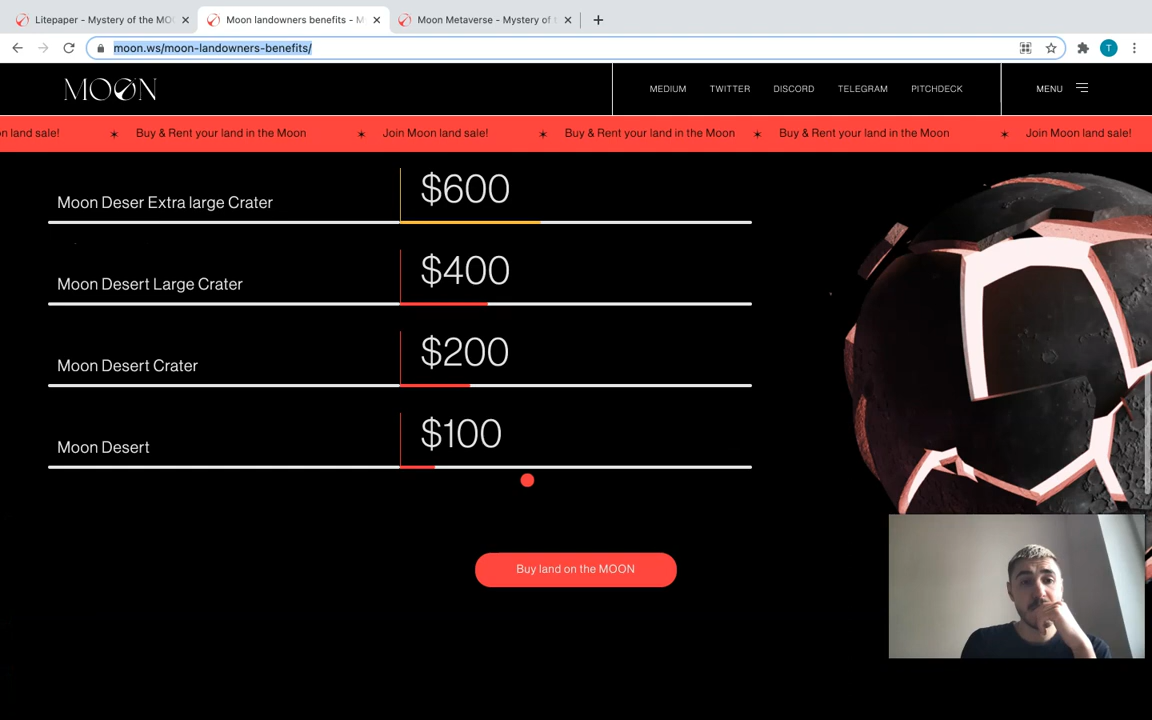 Litepaper - Mystery of the MOO
Moon landowners benefits - M
Moon Metaverse - Mystery of t
moon.ws/moon-landowners-benefits/
T
MOON
MEDIUM
TWITTER
DISCORD
TELEGRAM
PITCHDECK
MENU
n land sale! ✶ Buy & Rent your land in the Moon ✶ Join Moon land sale! ✶ Buy & Rent your land in the Moon ✶ Buy & Rent your land in the Moon ✶ Join Moon land sale!
Moon Deser Extra large Crater
$600
Moon Desert Large Crater
$400
Moon Desert Crater
$200
Moon Desert
$100
Buy land on the MOON